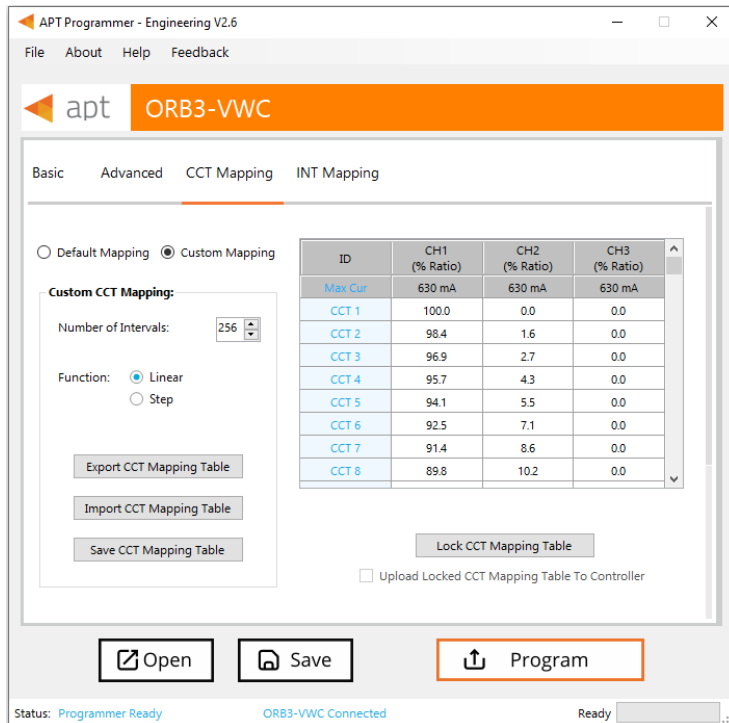 APT Programmer - Engineering V2.6
File About Help Feedback
apt ORB3-VWC
Basic Advanced CCT Mapping INT Mapping
Default Mapping Custom Mapping
Custom CCT Mapping:
Number of Intervals: 256
Function: Linear
Step
Export CCT Mapping Table
Import CCT Mapping Table
Save CCT Mapping Table
ID CH1 (% Ratio) CH2 (% Ratio) CH3 (% Ratio)
Max Cur 630 mA 630 mA 630 mA
CCT 1 100.0 0.0 0.0
CCT 2 98.4 1.6 0.0
CCT 3 96.9 2.7 0.0
CCT 4 95.7 4.3 0.0
CCT 5 94.1 5.5 0.0
CCT 6 92.5 7.1 0.0
CCT 7 91.4 8.6 0.0
CCT 8 89.8 10.2 0.0
Lock CCT Mapping Table
Upload Locked CCT Mapping Table To Controller
Open Save Program
Status: Programmer Ready ORB3-VWC Connected Ready